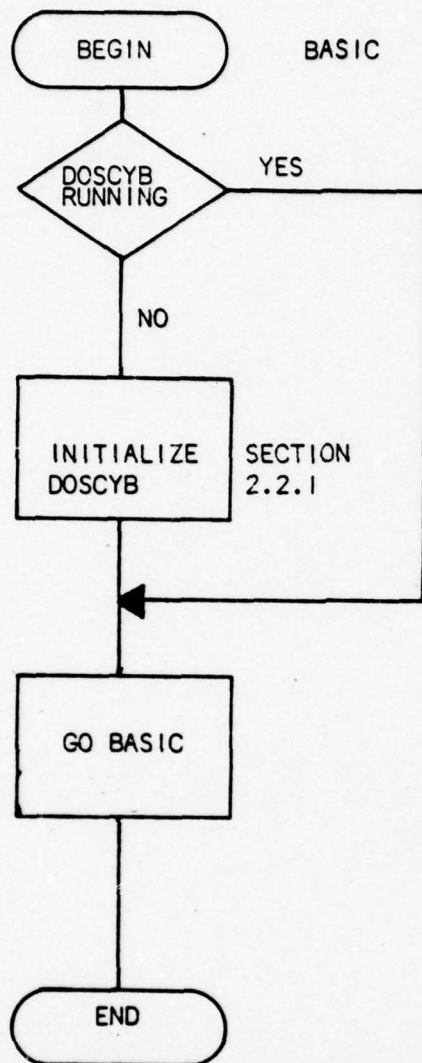 BEGIN
BASIC
DOSCYB
RUNNING
YES
NO
INITIALIZE
DOSCYB
SECTION
2.2.1
GO BASIC
END